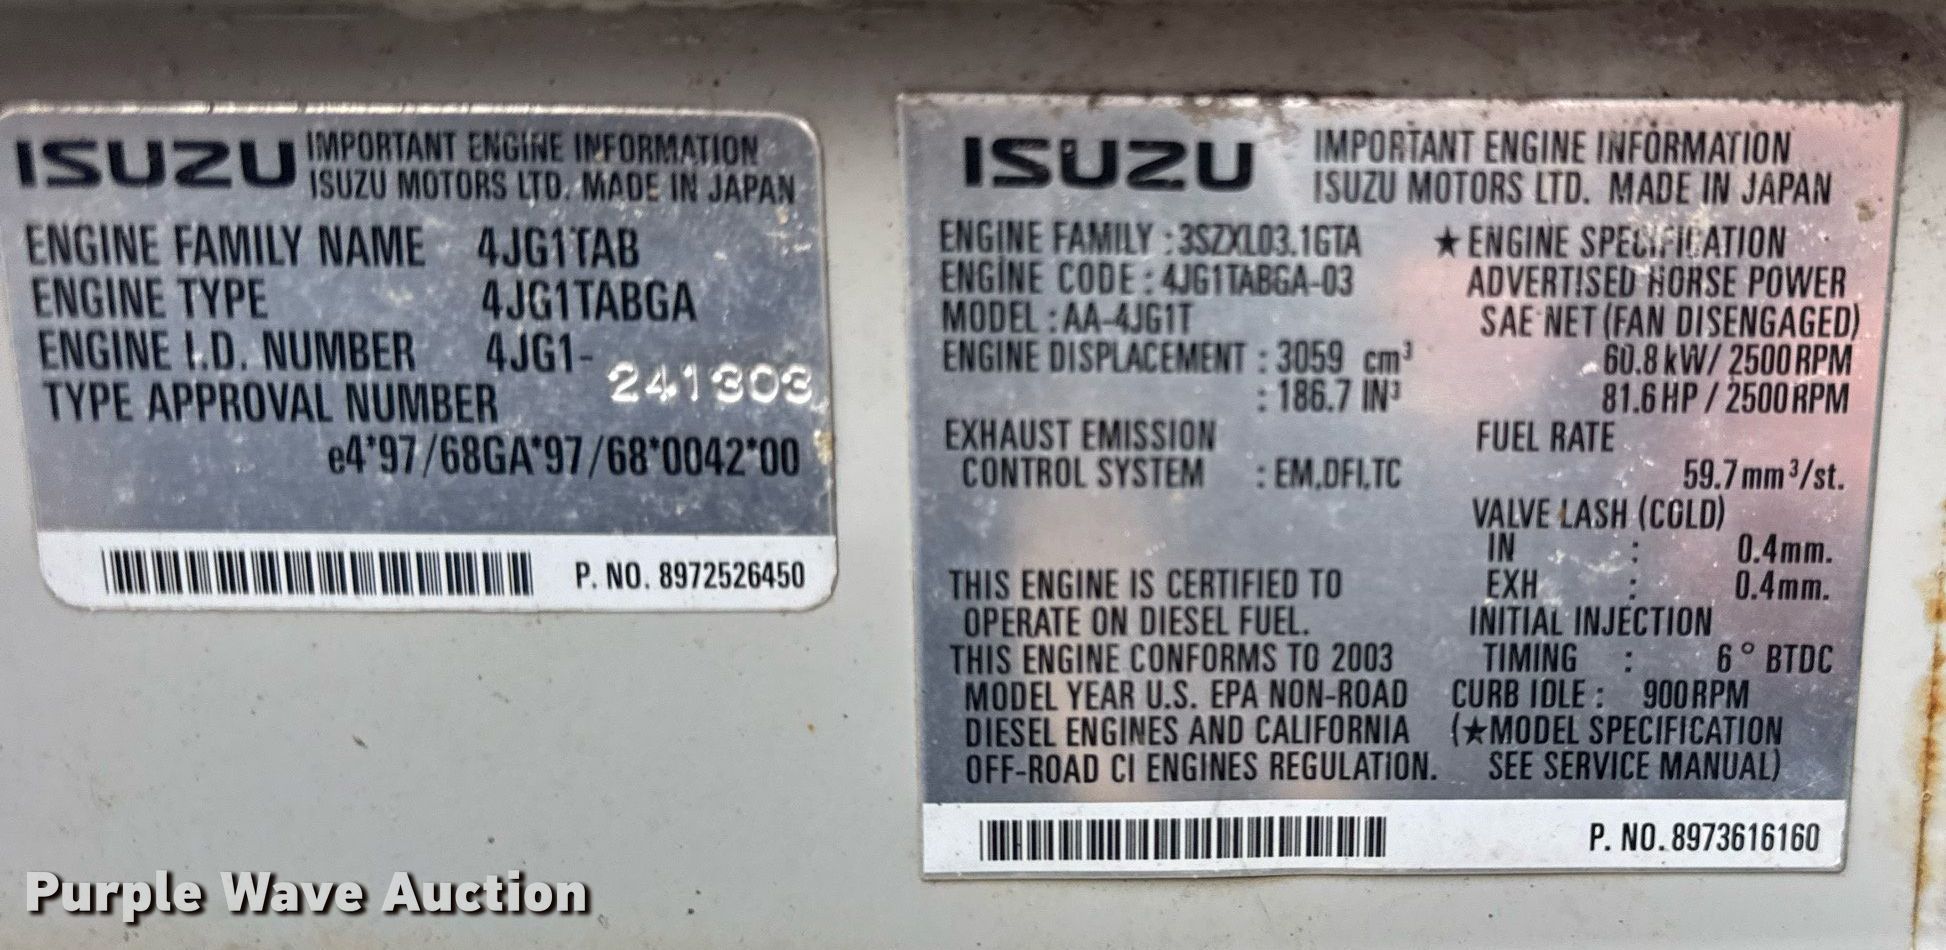 ISUZU IMPORTANT ENGINE INFORMATION
ISUZU MOTORS LTD. MADE IN JAPAN
ENGINE FAMILY NAME 4JG1TAB
ENGINE TYPE 4JG1TABGA
ENGINE I.D. NUMBER 4JG1-241303
TYPE APPROVAL NUMBER
e4*97/68GA*97/68*0042*00
P. NO. 8972526450
ISUZU IMPORTANT ENGINE INFORMATION
ISUZU MOTORS LTD. MADE IN JAPAN
ENGINE FAMILY : 3SZXL03.1GTA
ENGINE CODE : 4JG1TABGA-03
MODEL : AA-4JG1T
ENGINE DISPLACEMENT : 3059 cm³
: 186.7 IN³
EXHAUST EMISSION
CONTROL SYSTEM : EM,DFI,TC
THIS ENGINE IS CERTIFIED TO
OPERATE ON DIESEL FUEL.
THIS ENGINE CONFORMS TO 2003
MODEL YEAR U.S. EPA NON-ROAD
DIESEL ENGINES AND CALIFORNIA
OFF-ROAD CI ENGINES REGULATION.
★ ENGINE SPECIFICATION
ADVERTISED HORSE POWER
SAE NET (FAN DISENGAGED)
60.8 kW / 2500 RPM
81.6 HP / 2500 RPM
FUEL RATE
59.7 mm³/st.
VALVE LASH (COLD)
IN : 0.4mm.
EXH : 0.4mm.
INITIAL INJECTION
TIMING : 6° BTDC
CURB IDLE : 900 RPM
(★MODEL SPECIFICATION
SEE SERVICE MANUAL)
P. NO. 8973616160
Purple Wave Auction